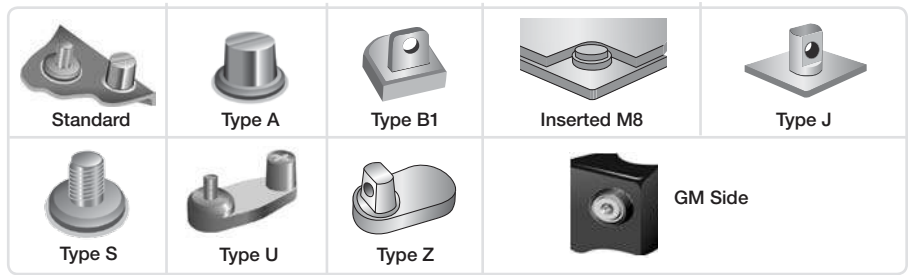 Standard
Type A
Type B1
Inserted M8
Type J
Type S
Type U
Type Z
GM Side